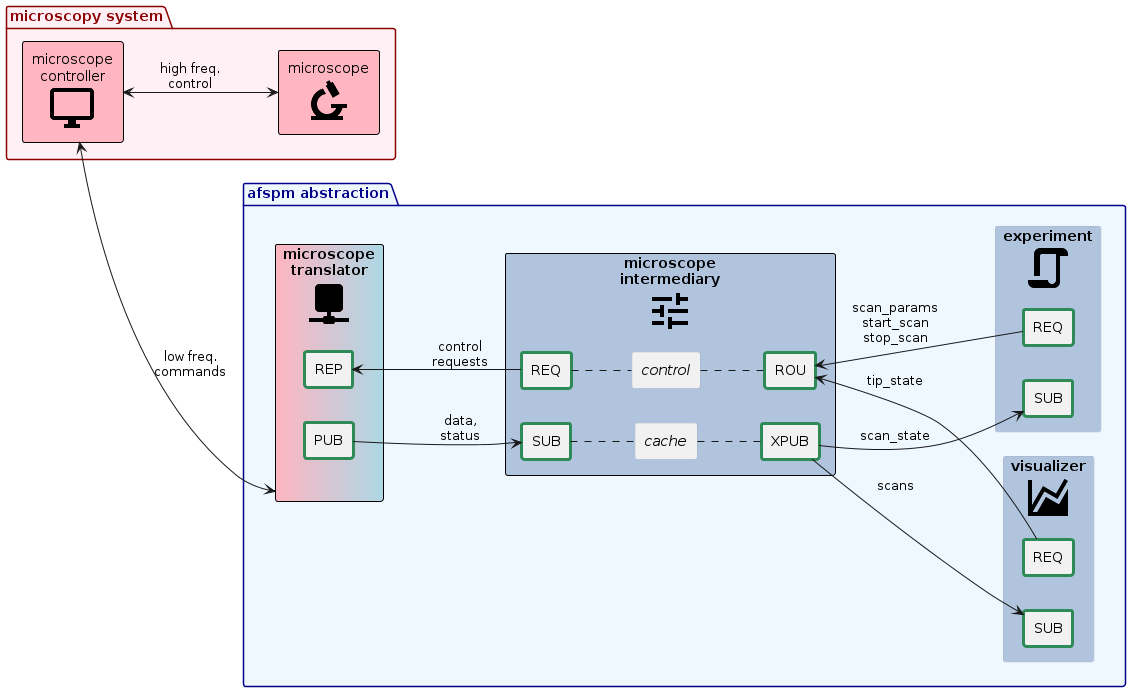 microscopy system
microscope
controller
high freq.
control
microscope
afspm abstraction
low freq.
commands
microscope
translator
REP
PUB
control
requests
data,
status
microscope
intermediary
REQ
control
ROU
SUB
cache
XPUB
scan_params
start_scan
stop_scan
tip_state
scan_state
scans
experiment
REQ
SUB
visualizer
REQ
SUB